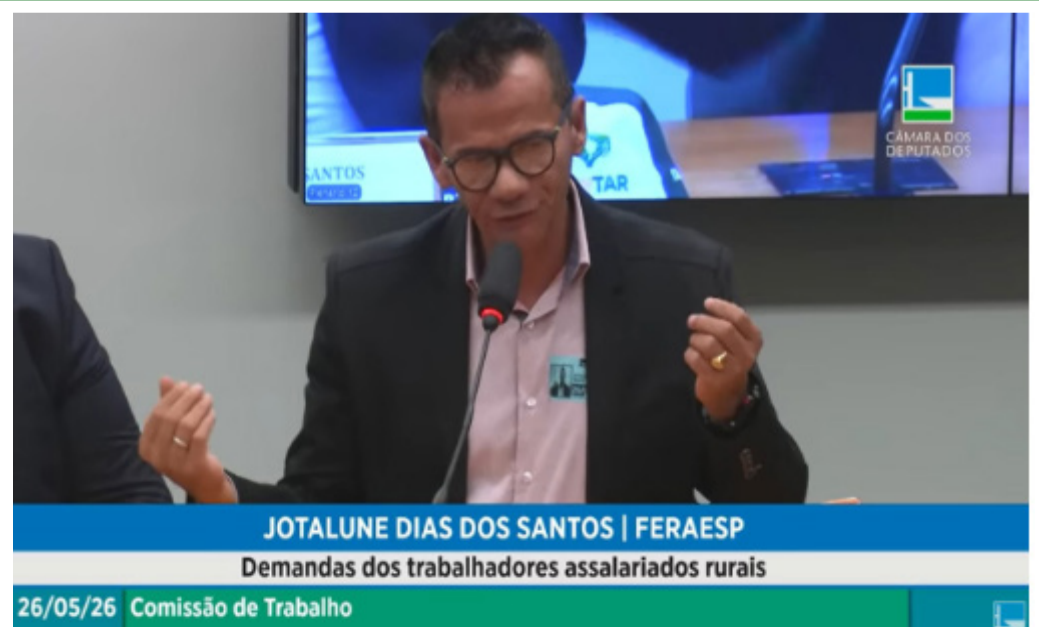 SANTOS
TAR
CÂMARA DOS
DEPUTADOS
JOTALUNE DIAS DOS SANTOS | FERAESP
Demandas dos trabalhadores assalariados rurais
26/05/26 Comissão de Trabalho